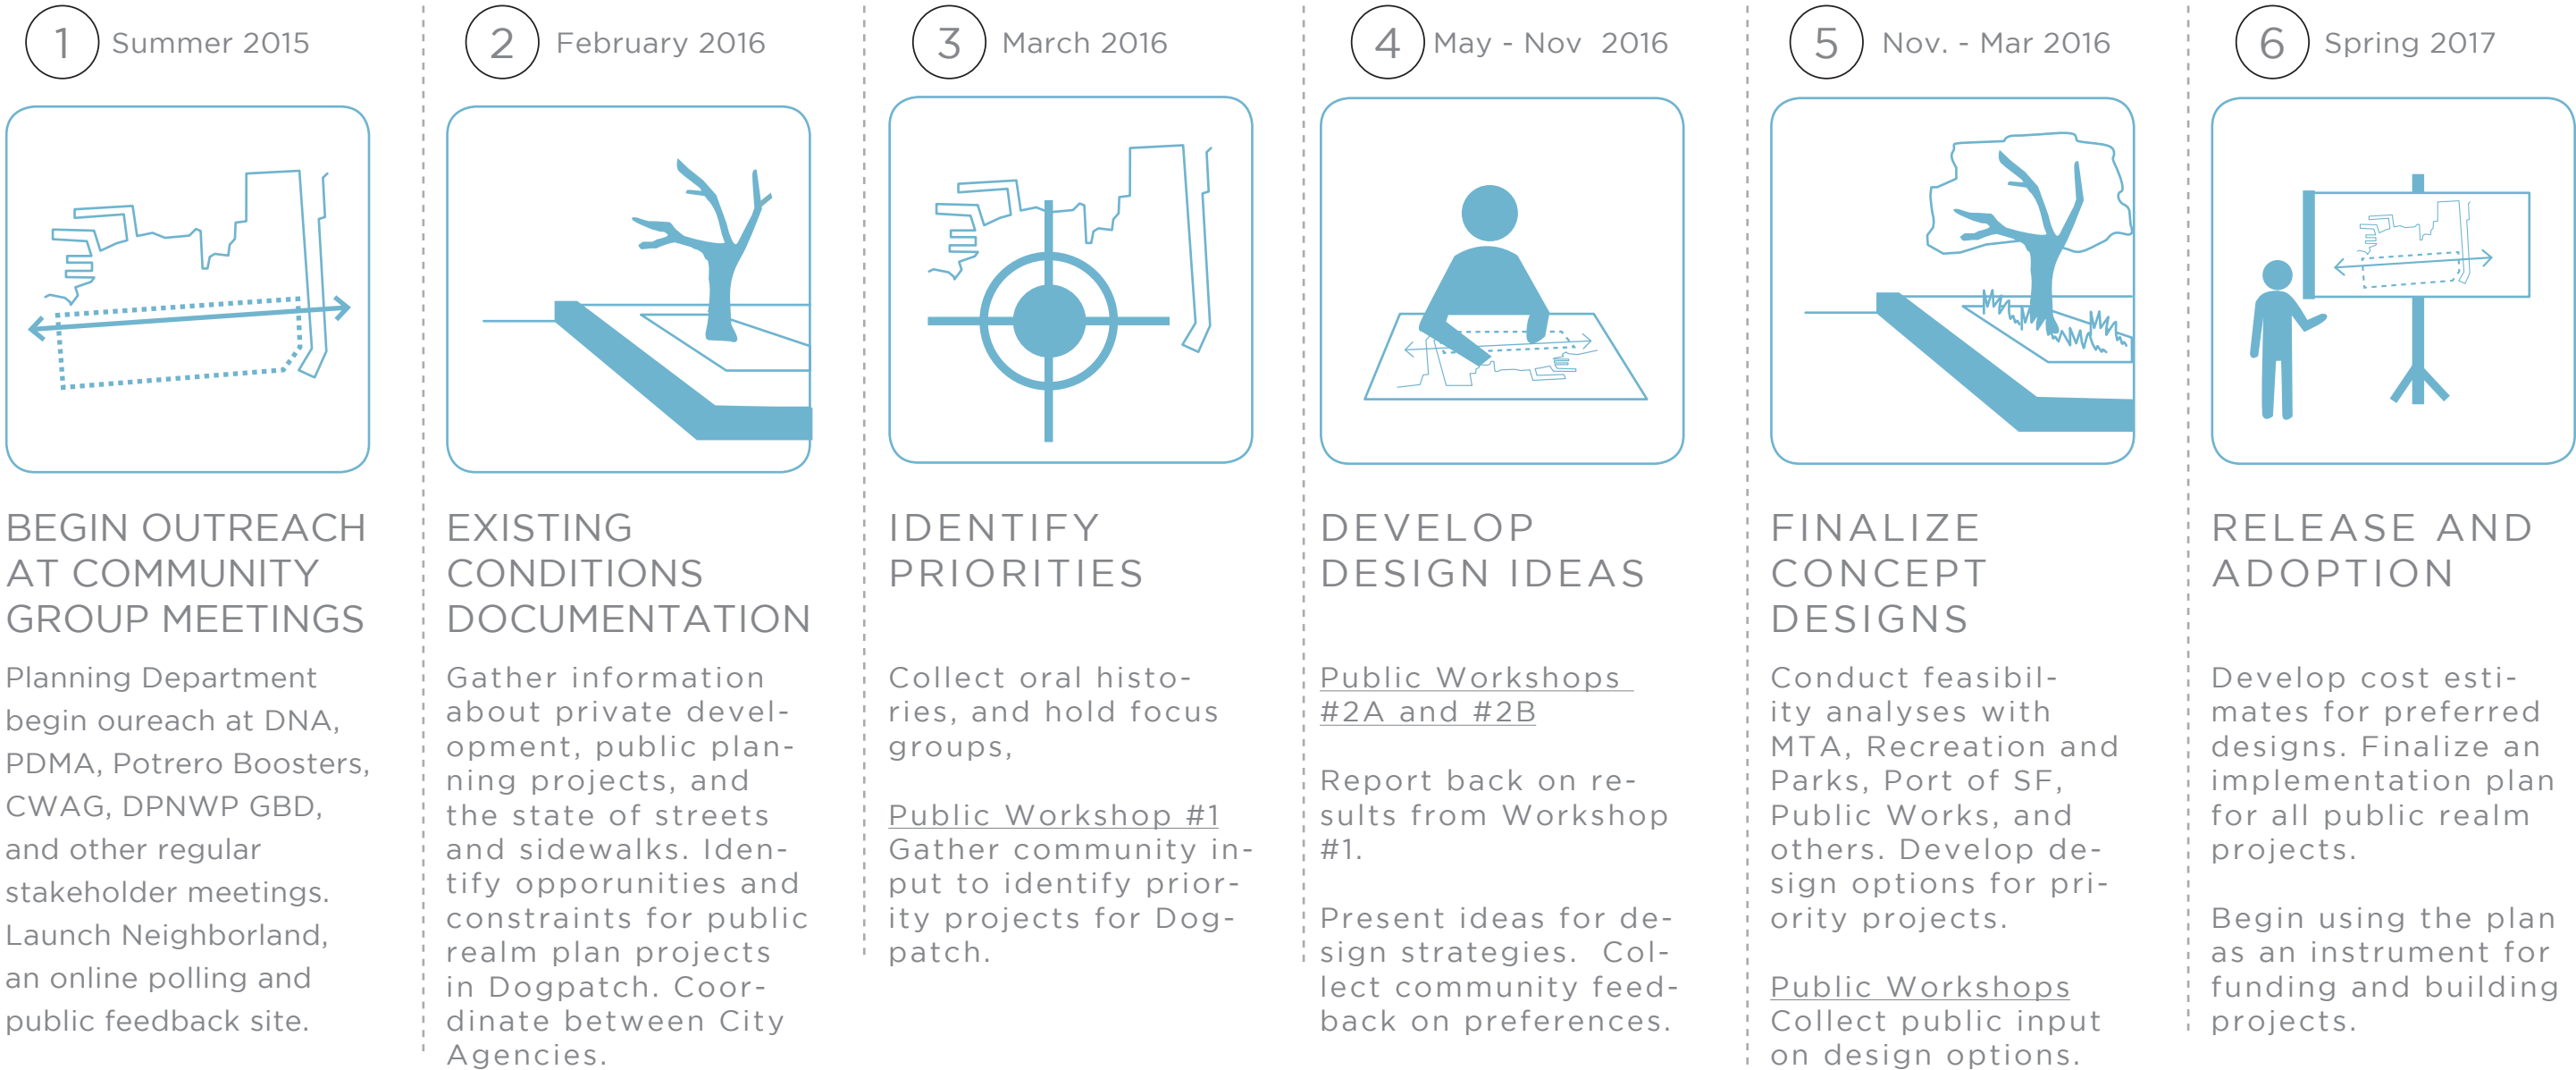 1 Summer 2015
BEGIN OUTREACH
AT COMMUNITY
GROUP MEETINGS
Planning Department
begin oureach at DNA,
PDMA, Potrero Boosters,
CWAG, DPNWP GBD,
and other regular
stakeholder meetings.
Launch Neighborland,
an online polling and
public feedback site.
2 February 2016
EXISTING
CONDITIONS
DOCUMENTATION
Gather information
about private devel-
opment, public plan-
ning projects, and
the state of streets
and sidewalks. Iden-
tify opporunities and
constraints for public
realm plan projects
in Dogpatch. Coor-
dinate between City
Agencies.
3 March 2016
IDENTIFY
PRIORITIES
Collect oral histo-
ries, and hold focus
groups,
Public Workshop #1
Gather community in-
put to identify prior-
ity projects for Dog-
patch.
4 May - Nov 2016
DEVELOP
DESIGN IDEAS
Public Workshops
#2A and #2B
Report back on re-
sults from Workshop
#1.
Present ideas for de-
sign strategies. Col-
lect community feed-
back on preferences.
5 Nov. - Mar 2016
FINALIZE
CONCEPT
DESIGNS
Conduct feasibil-
ity analyses with
MTA, Recreation and
Parks, Port of SF,
Public Works, and
others. Develop de-
sign options for pri-
ority projects.
Public Workshops
Collect public input
on design options.
6 Spring 2017
RELEASE AND
ADOPTION
Develop cost esti-
mates for preferred
designs. Finalize an
implementation plan
for all public realm
projects.
Begin using the plan
as an instrument for
funding and building
projects.